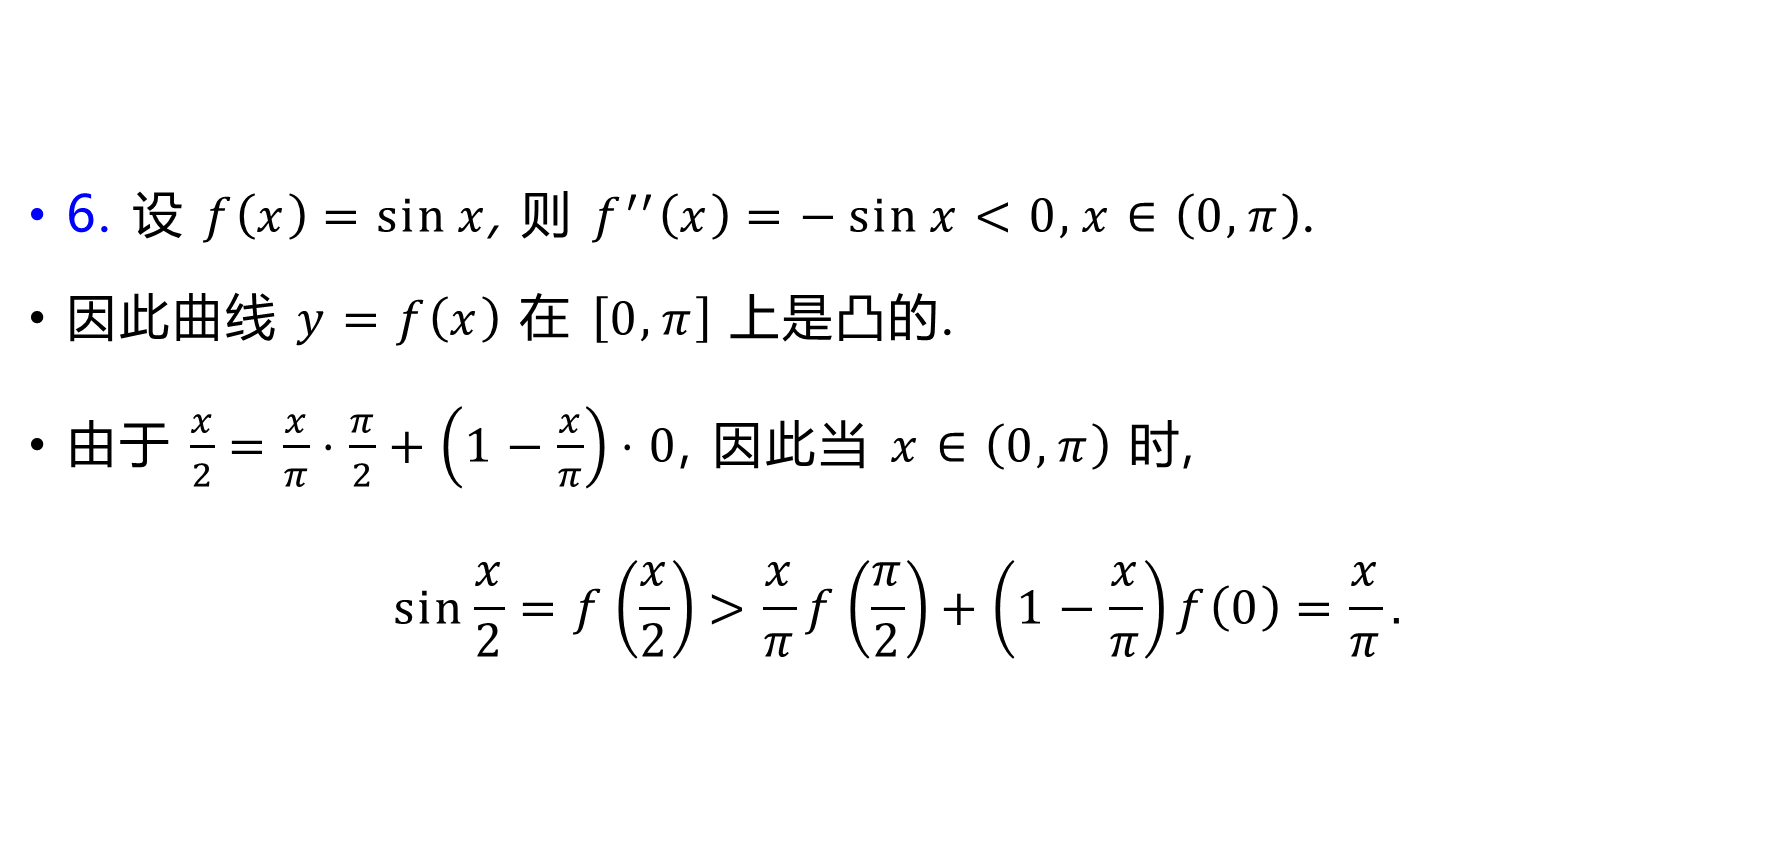 • 6. 设 f(x) = sin x, 则 f′′(x) = − sin x < 0, x ∈ (0, π).
• 因此曲线 y = f(x) 在 [0, π] 上是凸的.
• 由于 x/2 = x/π · π/2 + (1 − x/π) · 0, 因此当 x ∈ (0, π) 时,
sin x/2 = f(x/2) > x/π f(π/2) + (1 − x/π) f(0) = x/π.